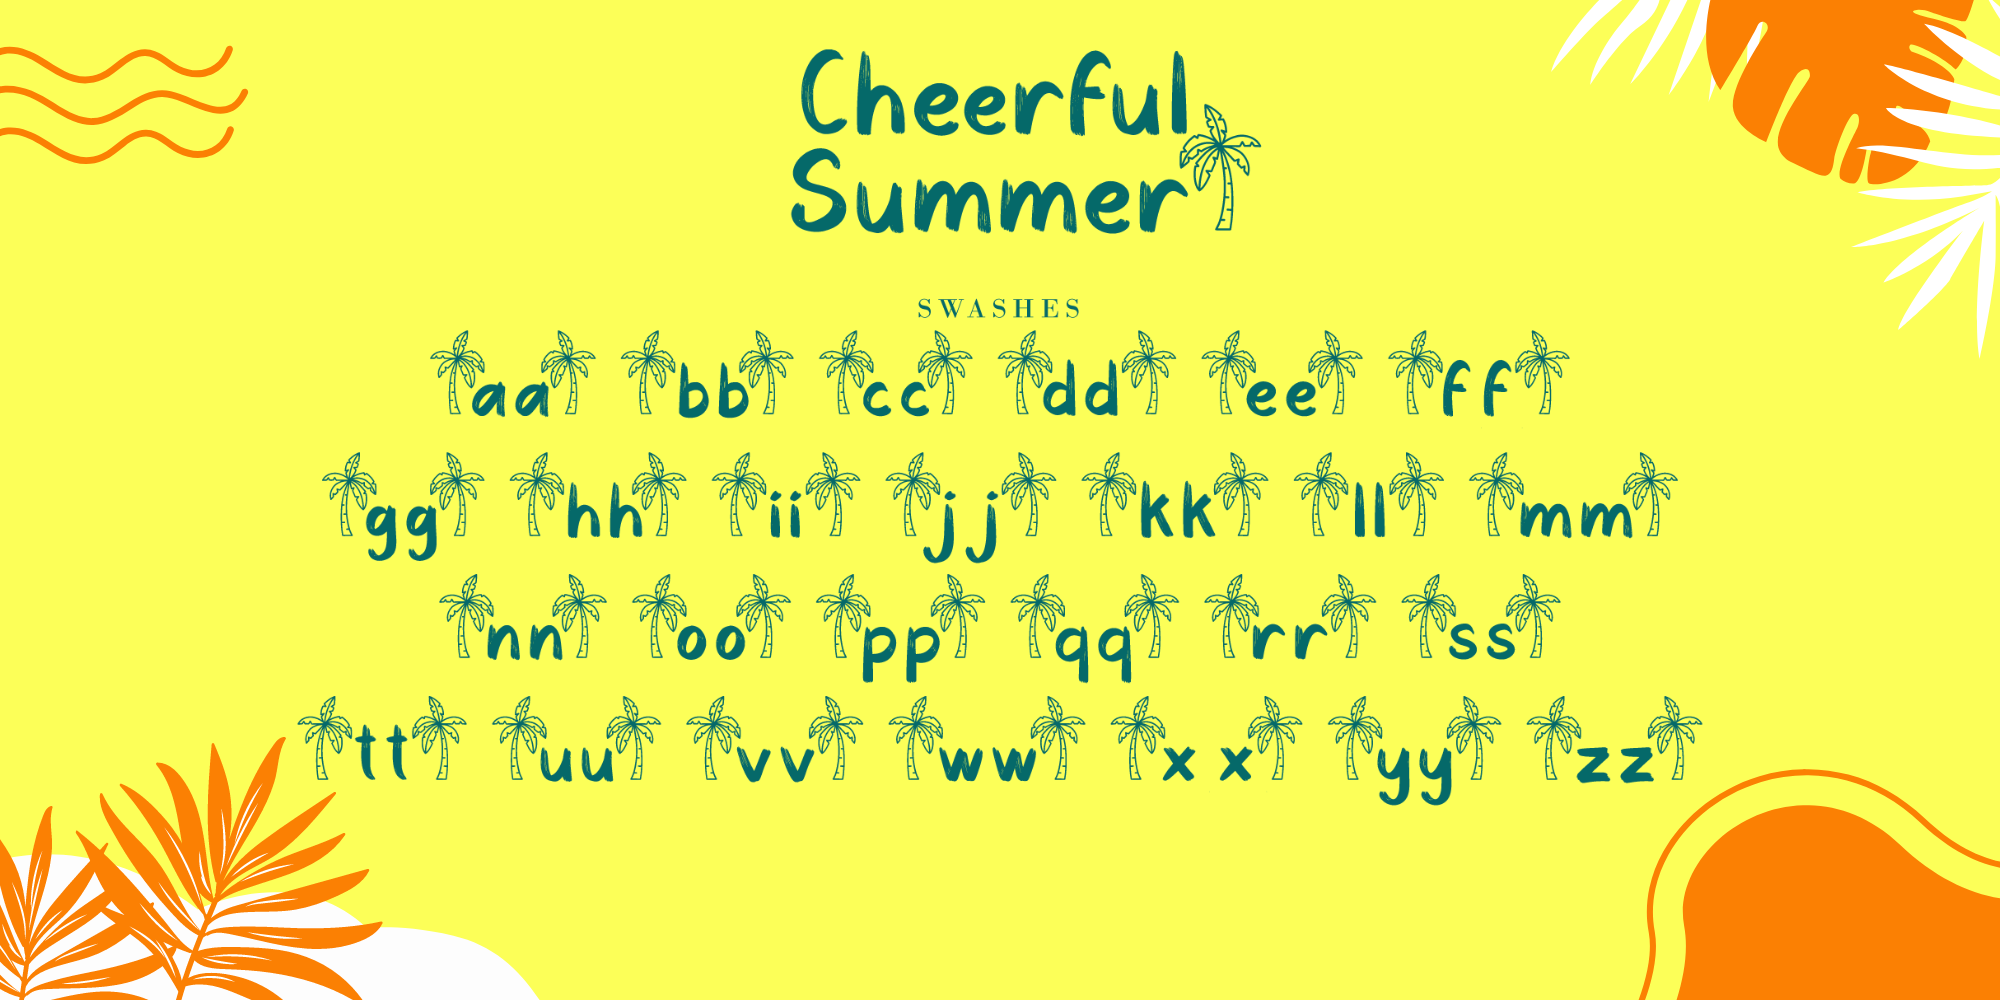 Cheerful
Summer
SWASHES
aa bb cc dd ee ff
gg hh ii jj kk ll mm
nn oo pp qq rr ss
tt uu vv ww x x yy zz